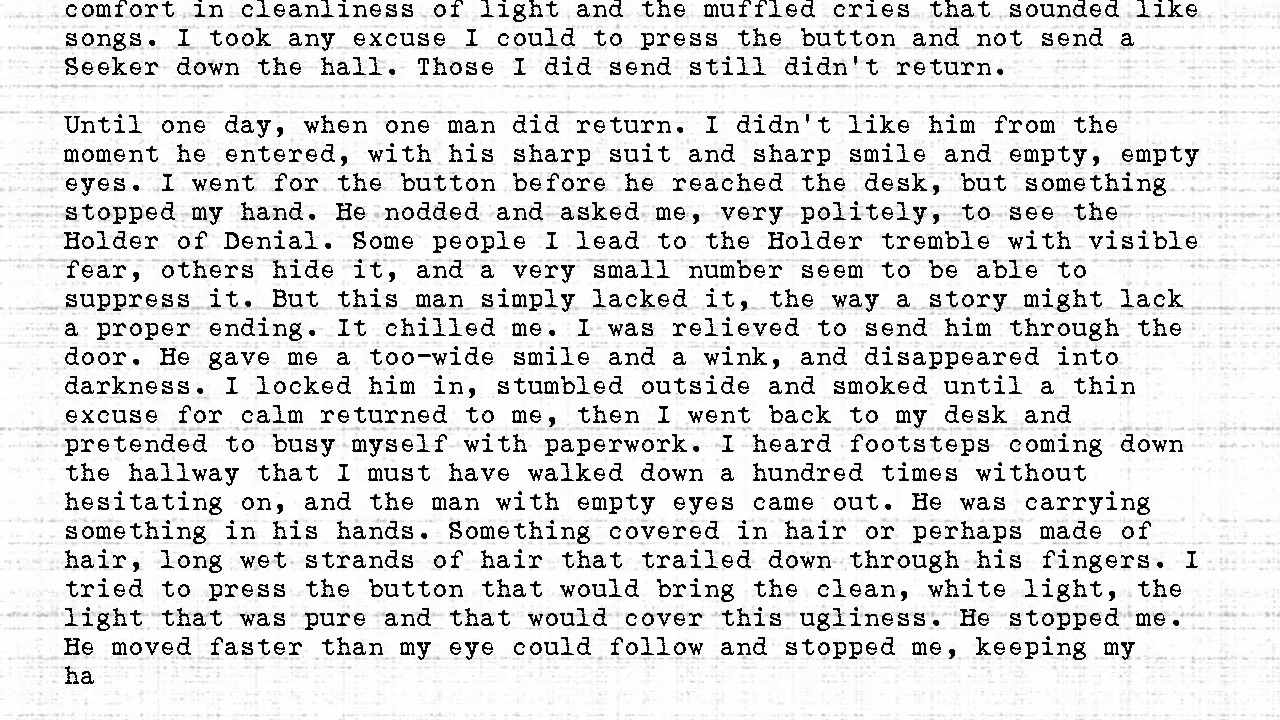 comfort in cleanliness of light and the muffled cries that sounded like
songs. I took any excuse I could to press the button and not send a
Seeker down the hall. Those I did send still didn't return.
Until one day, when one man did return. I didn't like him from the
moment he entered, with his sharp suit and sharp smile and empty, empty
eyes. I went for the button before he reached the desk, but something
stopped my hand. He nodded and asked me, very politely, to see the
Holder of Denial. Some people I lead to the Holder tremble with visible
fear, others hide it, and a very small number seem to be able to
suppress it. But this man simply lacked it, the way a story might lack
a proper ending. It chilled me. I was relieved to send him through the
door. He gave me a too-wide smile and a wink, and disappeared into
darkness. I locked him in, stumbled outside and smoked until a thin
excuse for calm returned to me, then I went back to my desk and
pretended to busy myself with paperwork. I heard footsteps coming down
the hallway that I must have walked down a hundred times without
hesitating on, and the man with empty eyes came out. He was carrying
something in his hands. Something covered in hair or perhaps made of
hair, long wet strands of hair that trailed down through his fingers. I
tried to press the button that would bring the clean, white light, the
light that was pure and that would cover this ugliness. He stopped me.
He moved faster than my eye could follow and stopped me, keeping my
ha